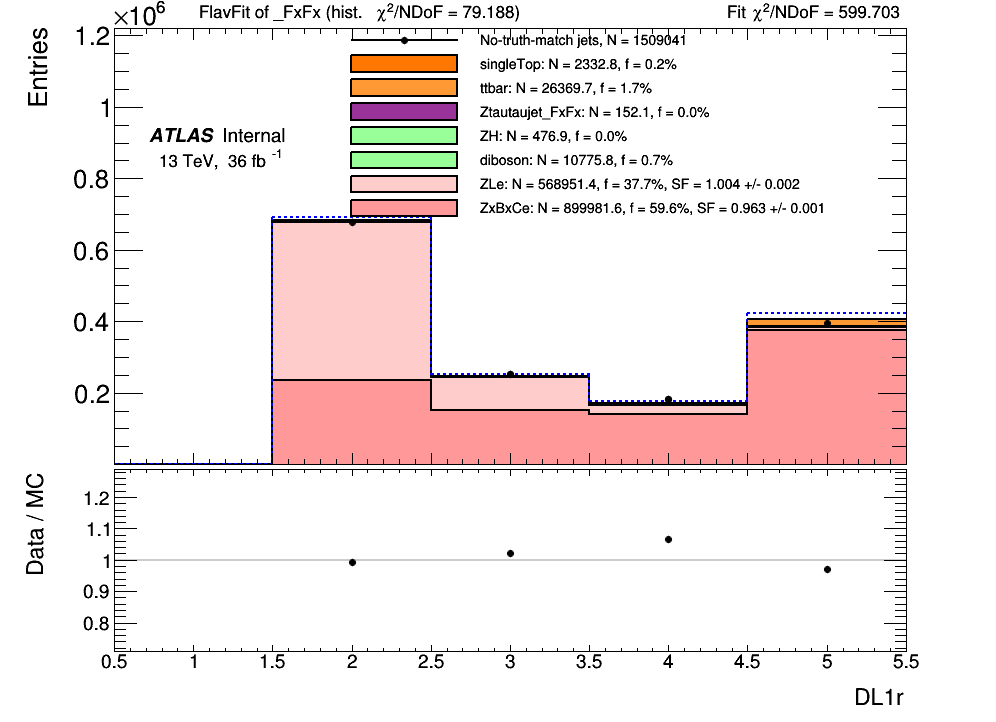 ×10⁶ FlavFit of _FxFx (hist. χ²/NDoF = 79.188) Fit χ²/NDoF = 599.703
Entries
1.2
1
0.8
0.6
0.4
0.2
ATLAS Internal
13 TeV, 36 fb⁻¹
No-truth-match jets, N = 1509041
singleTop: N = 2332.8, f = 0.2%
ttbar: N = 26369.7, f = 1.7%
Ztautaujet_FxFx: N = 152.1, f = 0.0%
ZH: N = 476.9, f = 0.0%
diboson: N = 10775.8, f = 0.7%
ZLe: N = 568951.4, f = 37.7%, SF = 1.004 +/- 0.002
ZxBxCe: N = 899981.6, f = 59.6%, SF = 0.963 +/- 0.001
Data / MC
1.2
1.1
1
0.9
0.8
0.5 1 1.5 2 2.5 3 3.5 4 4.5 5 5.5
DL1r